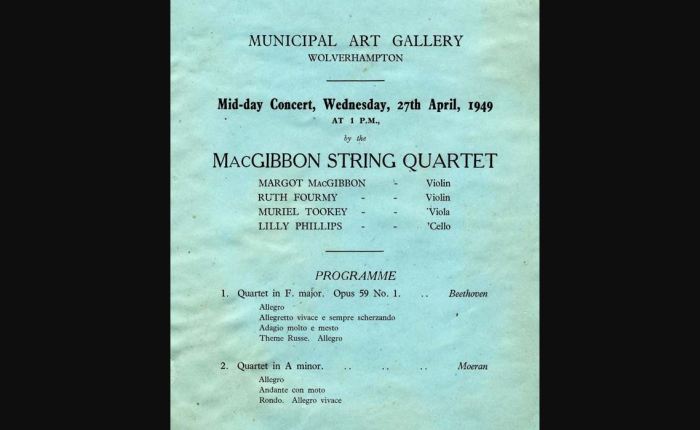 MUNICIPAL ART GALLERY
WOLVERHAMPTON
Mid-day Concert, Wednesday, 27th April, 1949
AT 1 P.M.,
by the
MacGIBBON STRING QUARTET
MARGOT MacGIBBON - Violin
RUTH FOURMY - - Violin
MURIEL TOOKEY - - 'Viola
LILLY PHILLIPS - - 'Cello
PROGRAMME
1. Quartet in F. major. Opus 59 No. 1. .. Beethoven
Allegro
Allegretto vivace e sempre scherzando
Adagio molto e mesto
Theme Russe. Allegro
2. Quartet in A minor. .. .. .. Moeran
Allegro
Andante con moto
Rondo. Allegro vivace